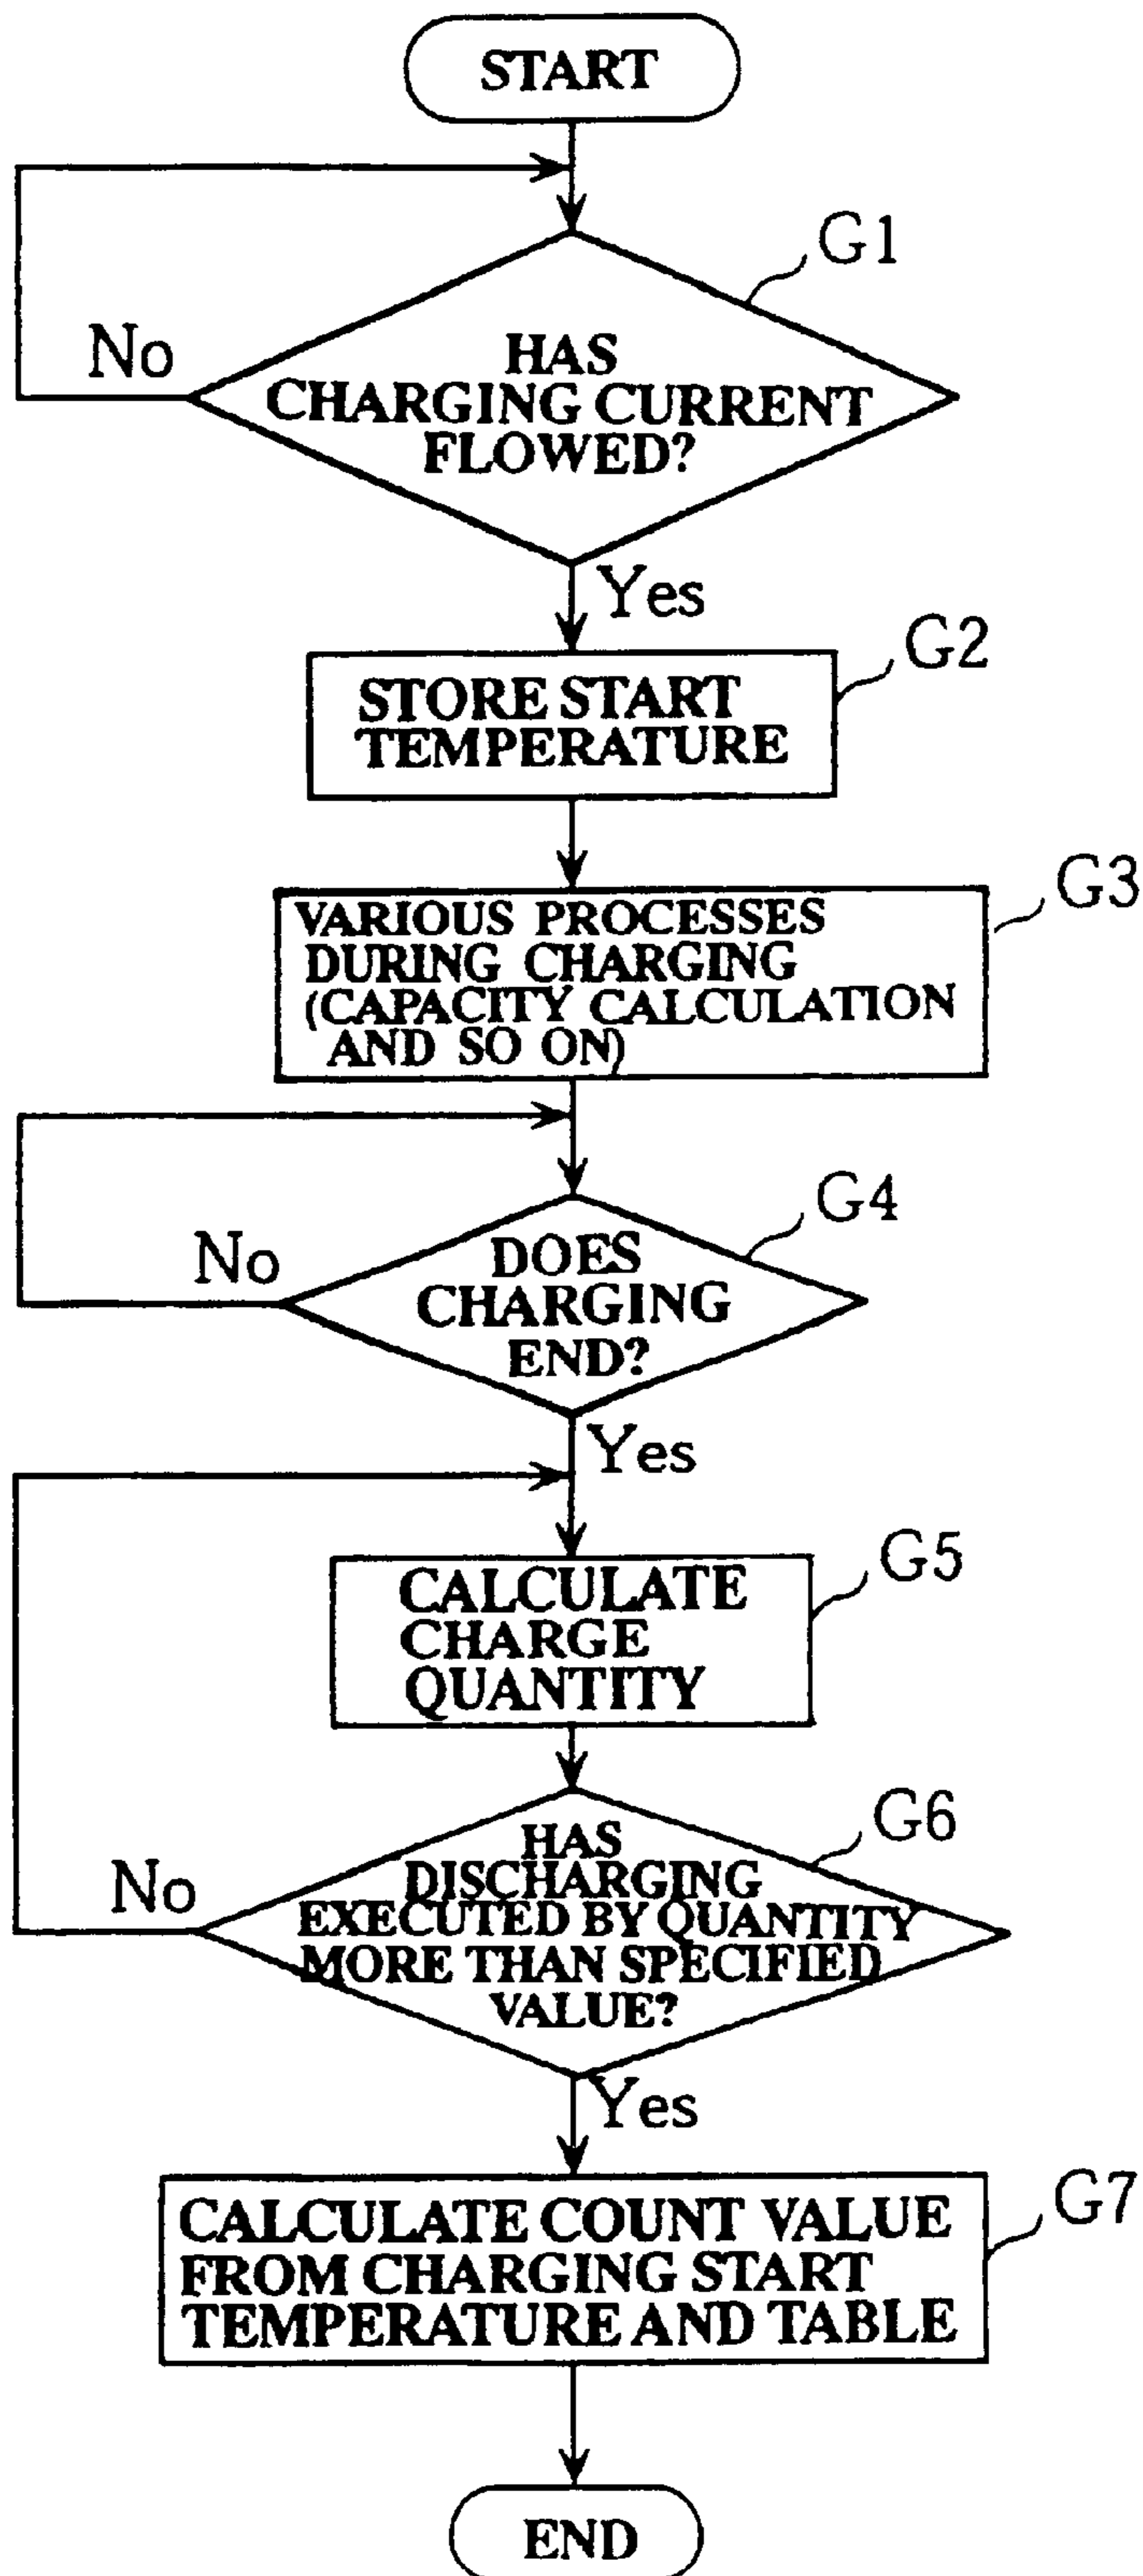 START
G1
No
HAS
CHARGING CURRENT
FLOWED?
Yes
G2
STORE START
TEMPERATURE
G3
VARIOUS PROCESSES
DURING CHARGING
(CAPACITY CALCULATION
AND SO ON)
G4
No
DOES
CHARGING
END?
Yes
G5
CALCULATE
CHARGE
QUANTITY
G6
No
HAS
DISCHARGING
EXECUTED BY QUANTITY
MORE THAN SPECIFIED
VALUE?
Yes
G7
CALCULATE COUNT VALUE
FROM CHARGING START
TEMPERATURE AND TABLE
END